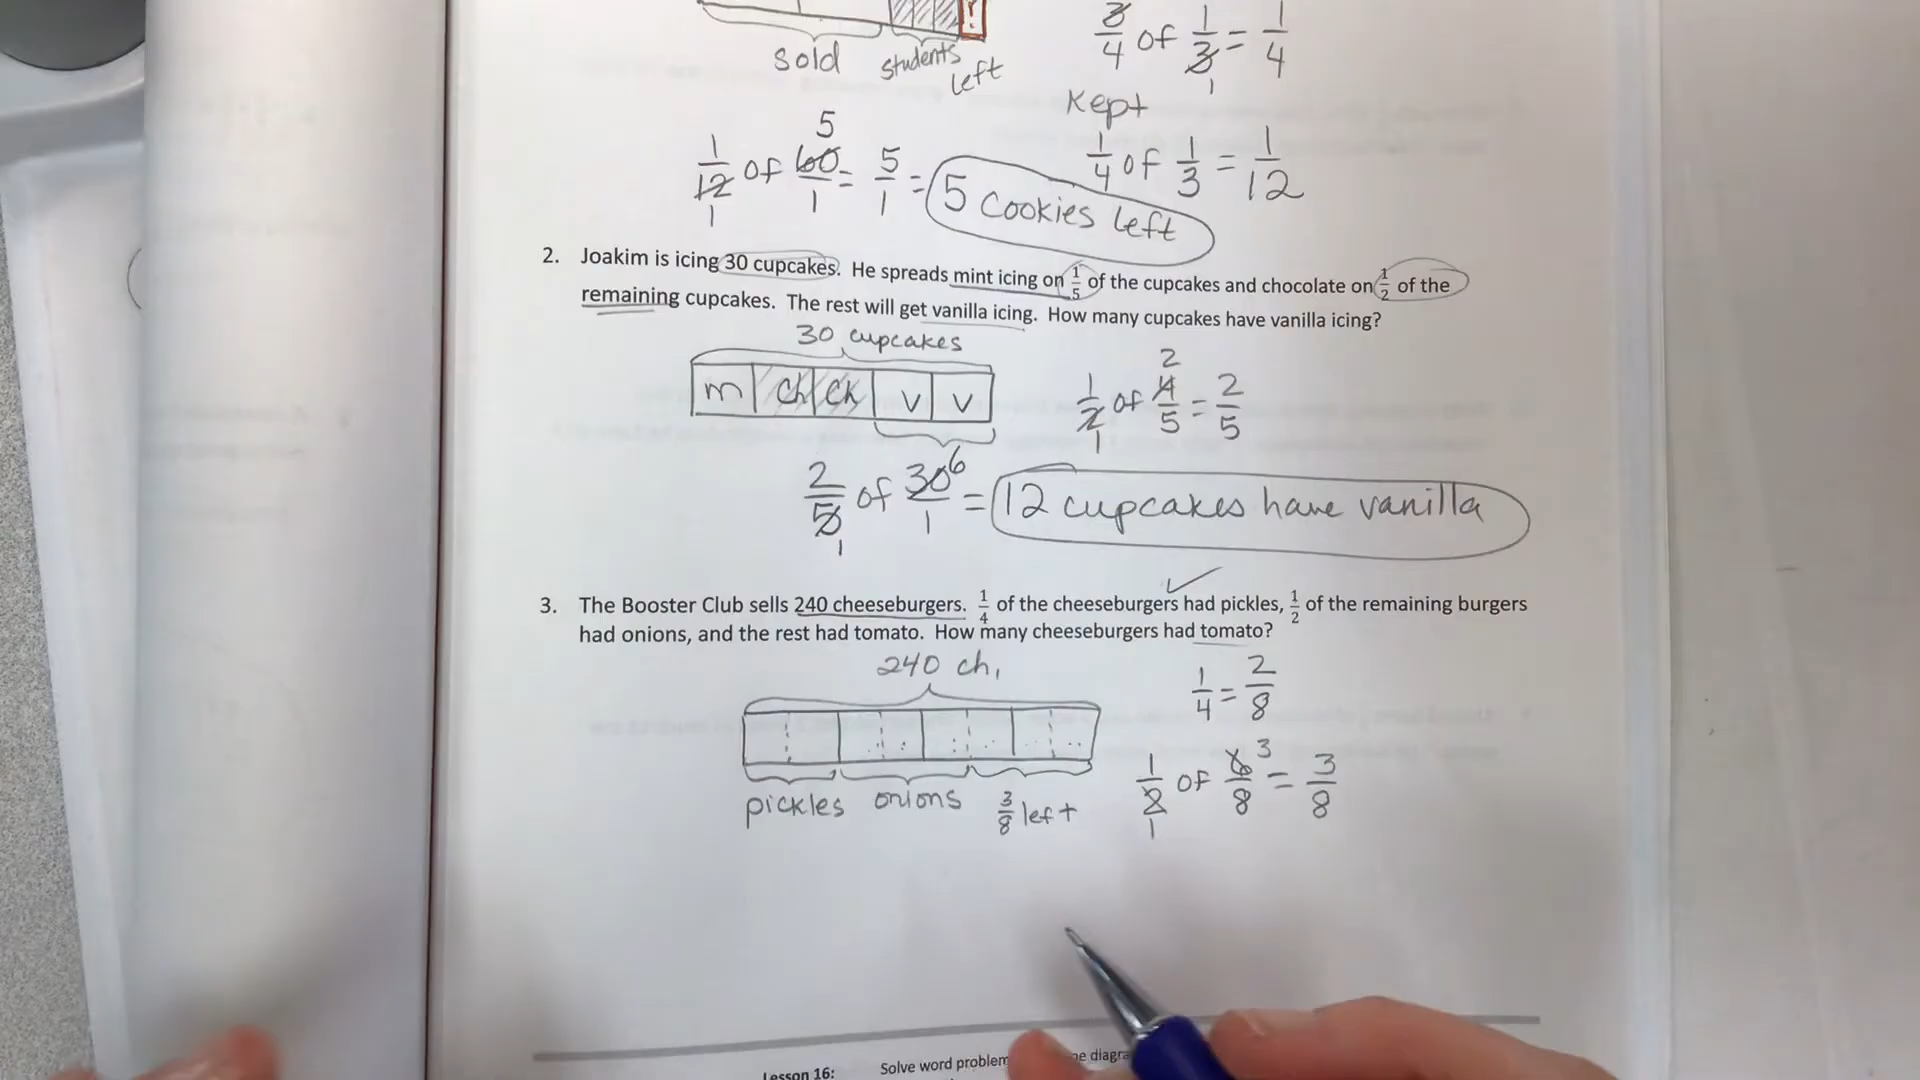 sold students left
3/4 of 1/3 = 1/4
1
Kept
1/4 of 1/3 = 1/12
5
1/12 of 60/1 = 5/1 = 5 cookies left
1
2. Joakim is icing 30 cupcakes. He spreads mint icing on 1/5 of the cupcakes and chocolate on 1/2 of the
remaining cupcakes. The rest will get vanilla icing. How many cupcakes have vanilla icing?
30 cupcakes
m ch ch v v
2
1/2 of 4/5 = 2/5
1
2/5 of 30/1 6 = 12 cupcakes have vanilla
1
3. The Booster Club sells 240 cheeseburgers. 1/4 of the cheeseburgers had pickles, 1/2 of the remaining burgers
had onions, and the rest had tomato. How many cheeseburgers had tomato?
240 ch.
1/4 = 2/8
pickles onions 3/8 left
1/2 of 6/8 3 = 3/8
1
Lesson 16: Solve word problem